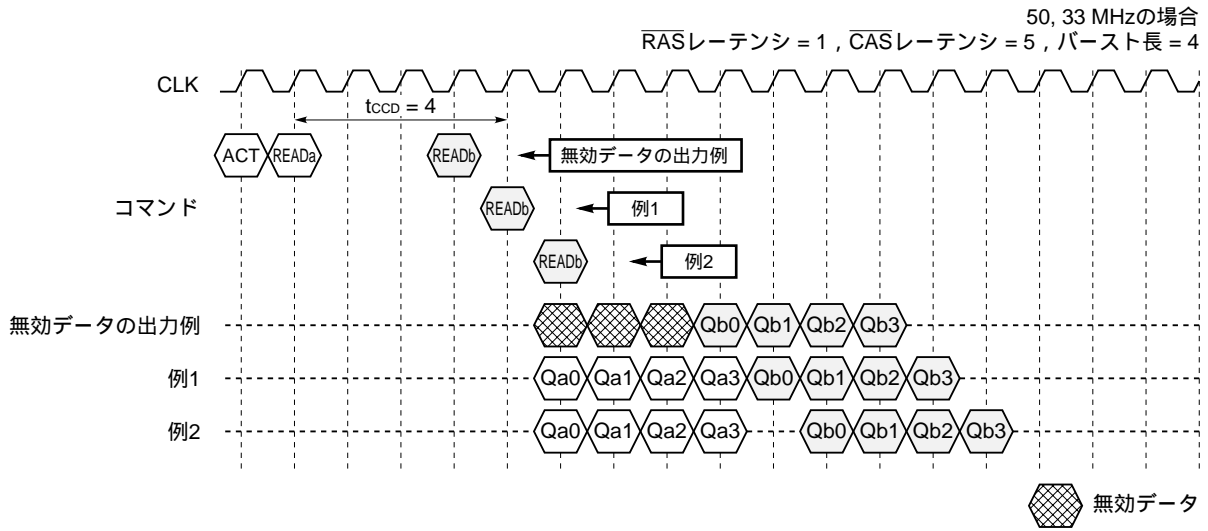 50, 33 MHzの場合
RASレーテンシ = 1 , CASレーテンシ = 5 , バースト長 = 4
CLK
tCCD = 4
ACT READa READb 無効データの出力例
コマンド READb 例1
READb 例2
無効データの出力例 Qb0 Qb1 Qb2 Qb3
例1 Qa0 Qa1 Qa2 Qa3 Qb0 Qb1 Qb2 Qb3
例2 Qa0 Qa1 Qa2 Qa3 Qb0 Qb1 Qb2 Qb3
無効データ